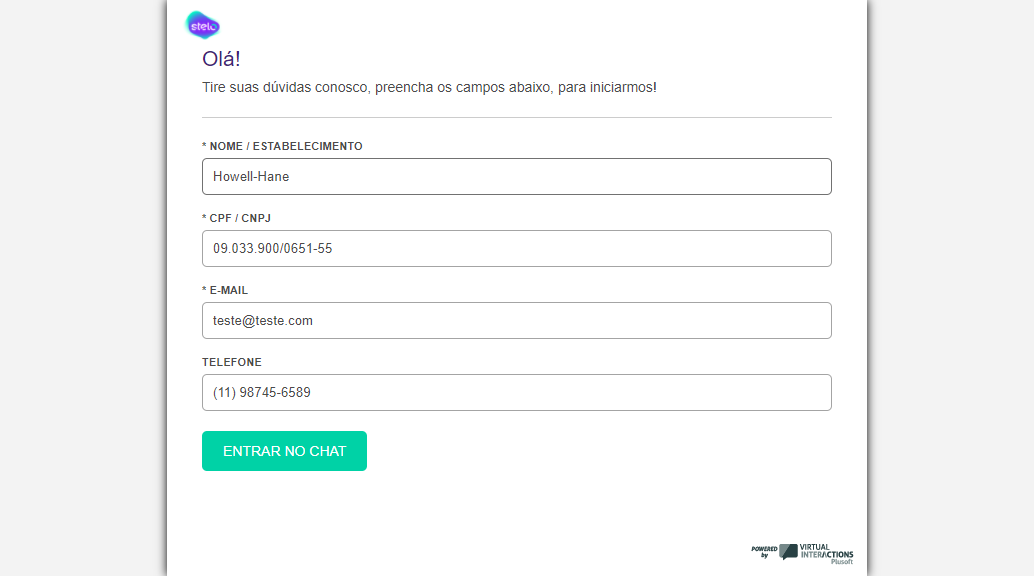 stelo
Olá!
Tire suas dúvidas conosco, preencha os campos abaixo, para iniciarmos!
* NOME / ESTABELECIMENTO
Howell-Hane
* CPF / CNPJ
09.033.900/0651-55
* E-MAIL
teste@teste.com
TELEFONE
(11) 98745-6589
ENTRAR NO CHAT
POWERED by VIRTUAL INTERACTIONS
Plusoft